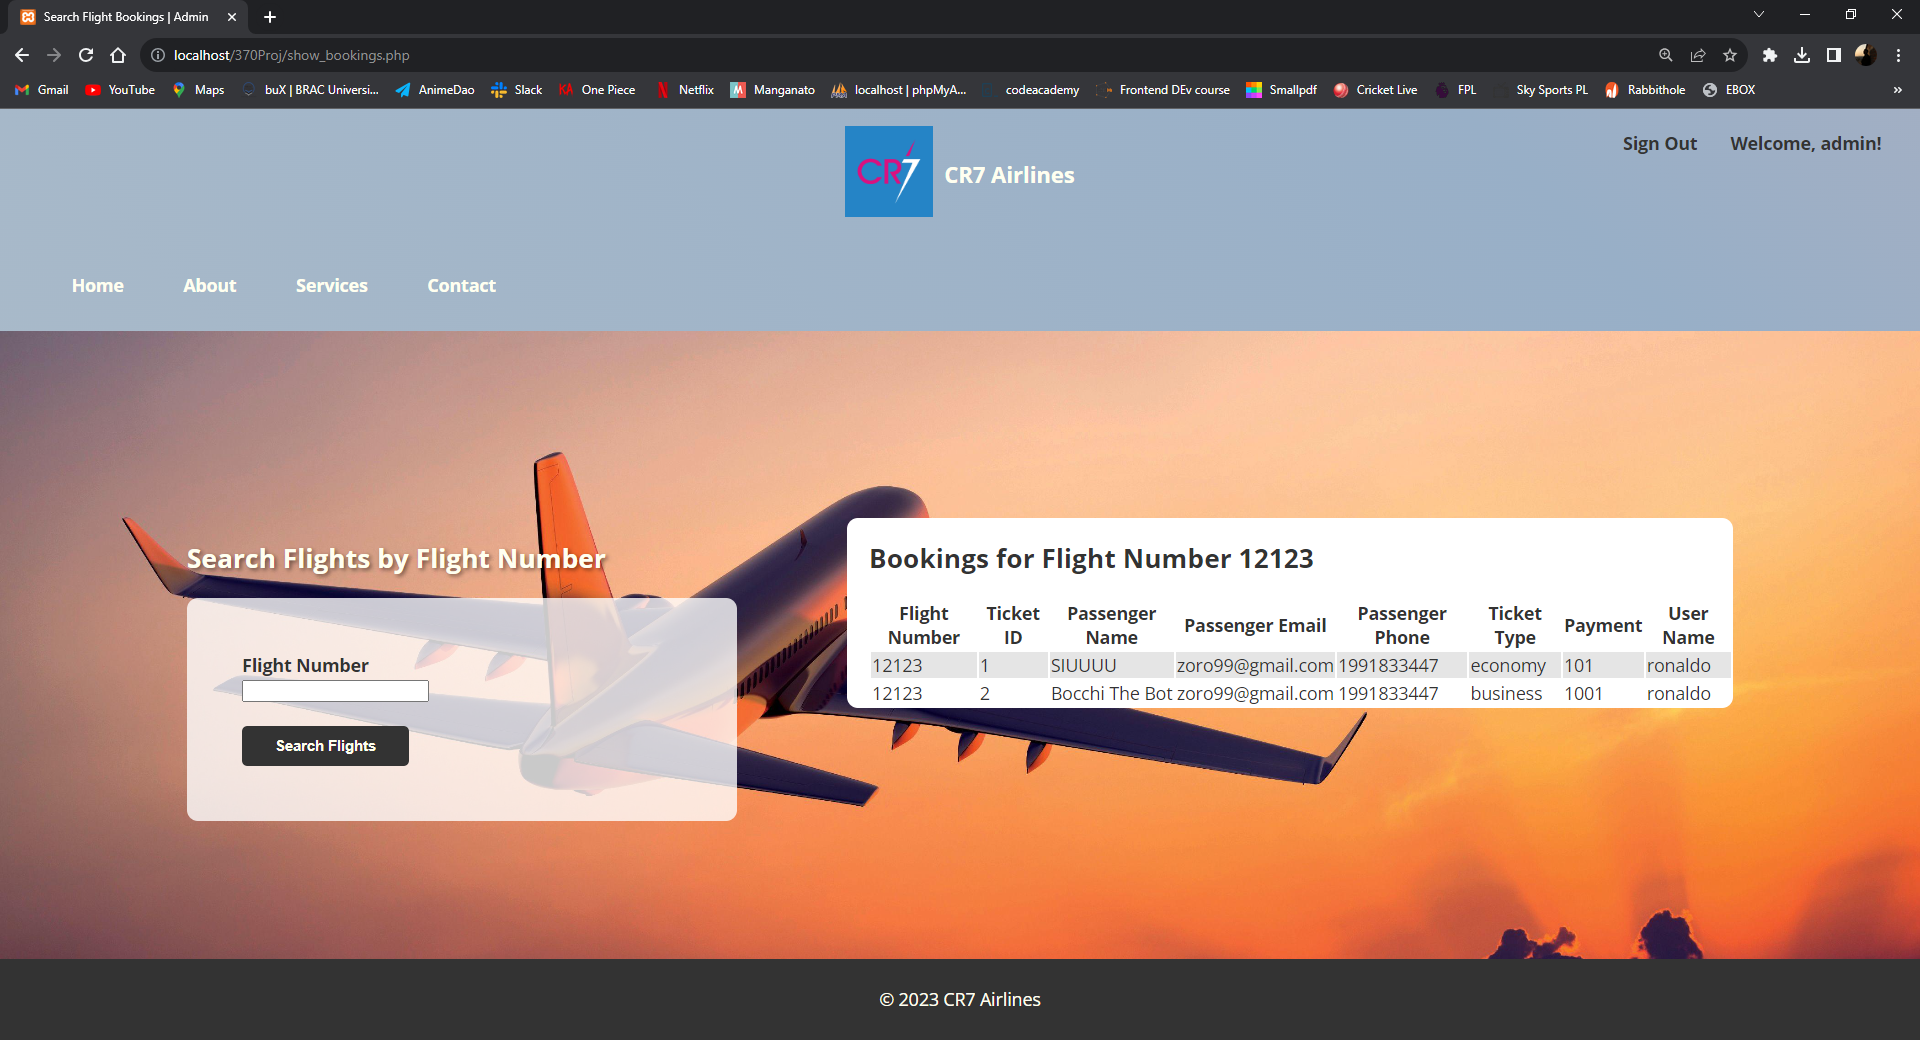 Search Flight Bookings | Admin
localhost/370Proj/show_bookings.php
Gmail YouTube Maps buX | BRAC Universi... AnimeDao Slack One Piece Netflix Manganato localhost | phpMyA... codeacademy Frontend DEv course Smallpdf Cricket Live FPL Sky Sports PL Rabbithole EBOX »
CR7 CR7 Airlines
Sign Out Welcome, admin!
Home About Services Contact
Search Flights by Flight Number
Flight Number
Search Flights
Bookings for Flight Number 12123
Flight Number Ticket ID Passenger Name Passenger Email Passenger Phone Ticket Type Payment User Name
12123 1 SIUUUU zoro99@gmail.com 1991833447 economy 101 ronaldo
12123 2 Bocchi The Bot zoro99@gmail.com 1991833447 business 1001 ronaldo
© 2023 CR7 Airlines